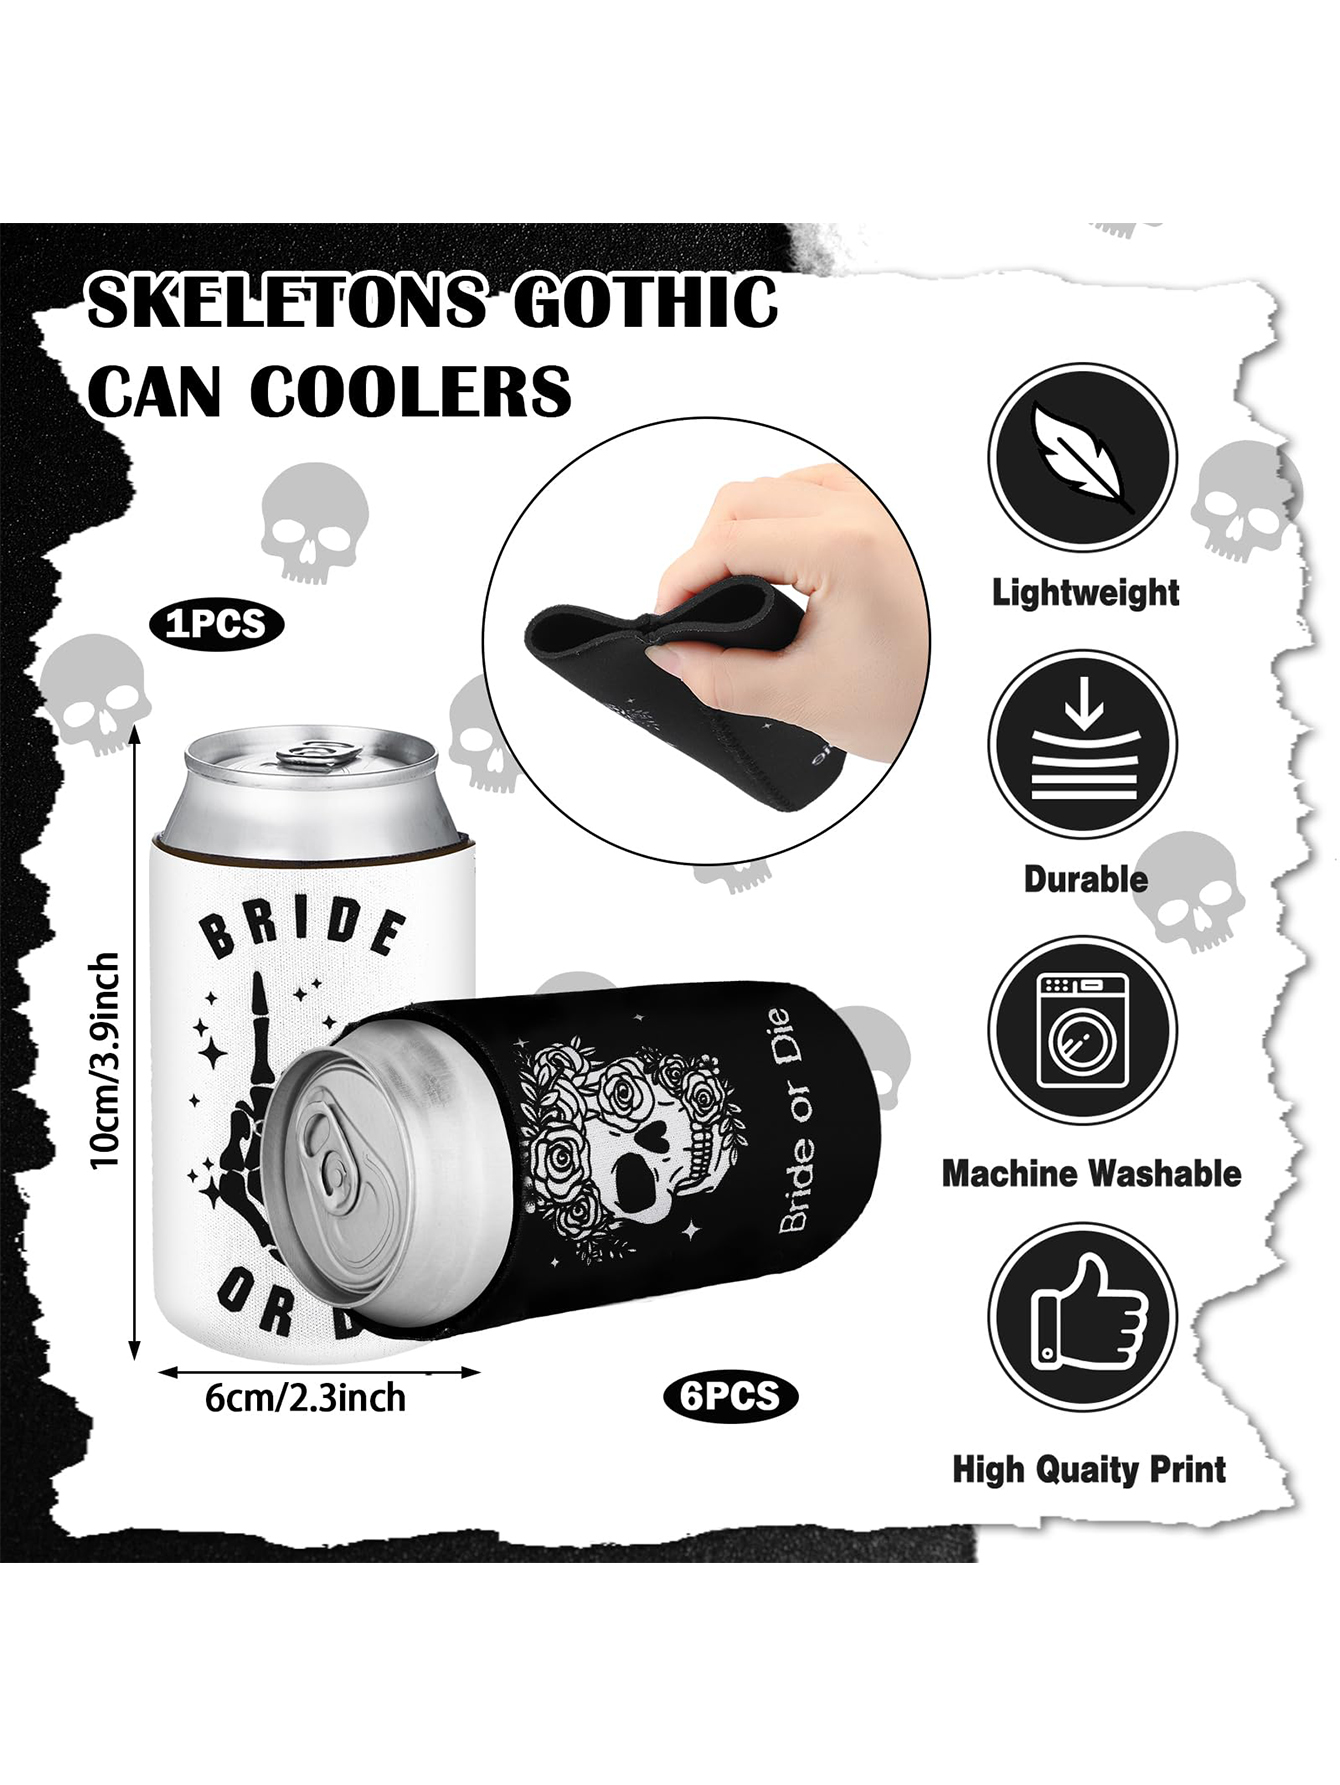 SKELETONS GOTHIC
CAN COOLERS
1PCS
Lightweight
Durable
BRIDE
OR
10cm/3.9inch
Bride or Die
Machine Washable
6cm/2.3inch
6PCS
High Quaity Print